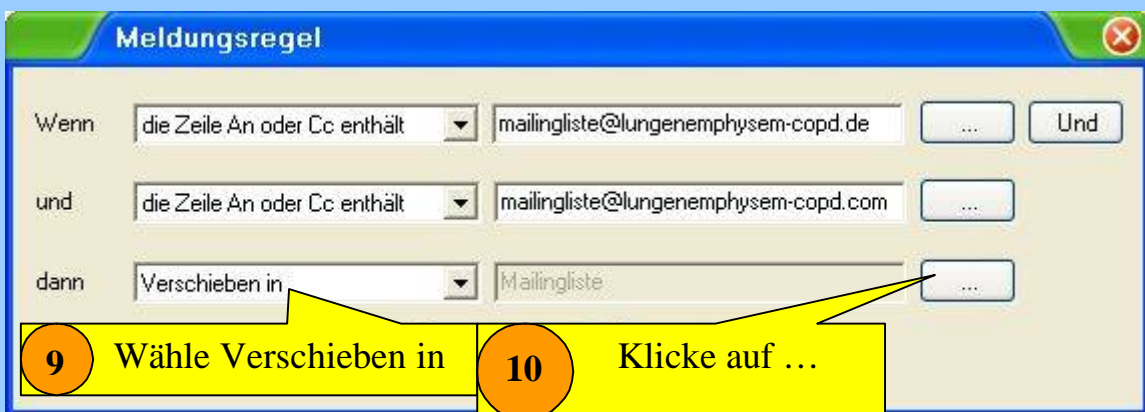 Meldungsregel
Wenn die Zeile An oder Cc enthält mailingliste@lungenemphysem-copd.de ... Und
und die Zeile An oder Cc enthält mailingliste@lungenemphysem-copd.com ...
dann Verschieben in Mailingliste ...
9 Wähle Verschieben in 10 Klicke auf …